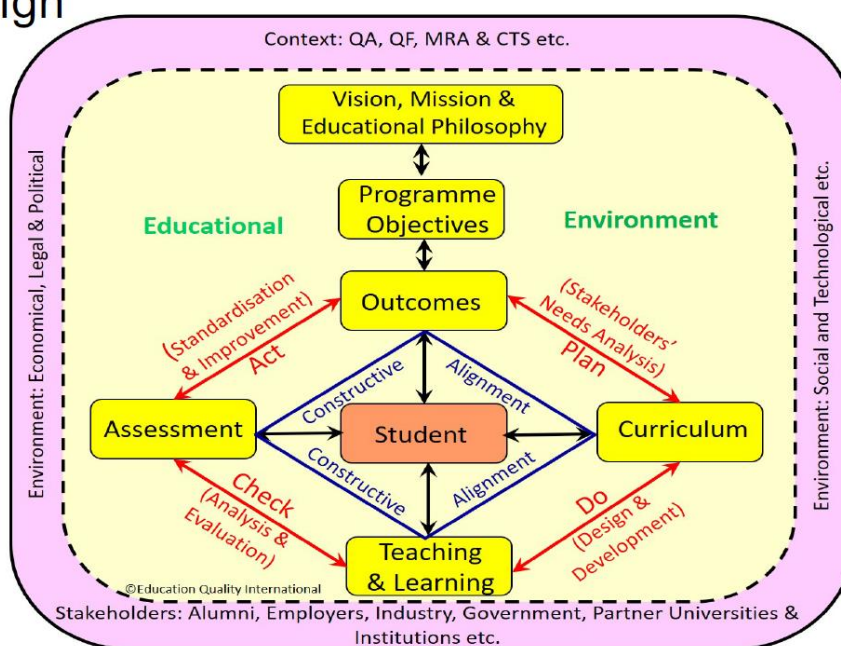 ign
Context: QA, QF, MRA & CTS etc.
Vision, Mission &
Educational Philosophy
Programme
Objectives
Educational
Environment
Outcomes
(Standardisation
& Improvement)
Act
(Stakeholders'
Needs Analysis)
Plan
Constructive
Alignment
Assessment
Student
Curriculum
Constructive
Alignment
Check
(Analysis &
Evaluation)
Do
(Design &
Development)
Teaching
& Learning
©Education Quality International
Environment: Economical, Legal & Political
Environment: Social and Technological etc.
Stakeholders: Alumni, Employers, Industry, Government, Partner Universities &
Institutions etc.